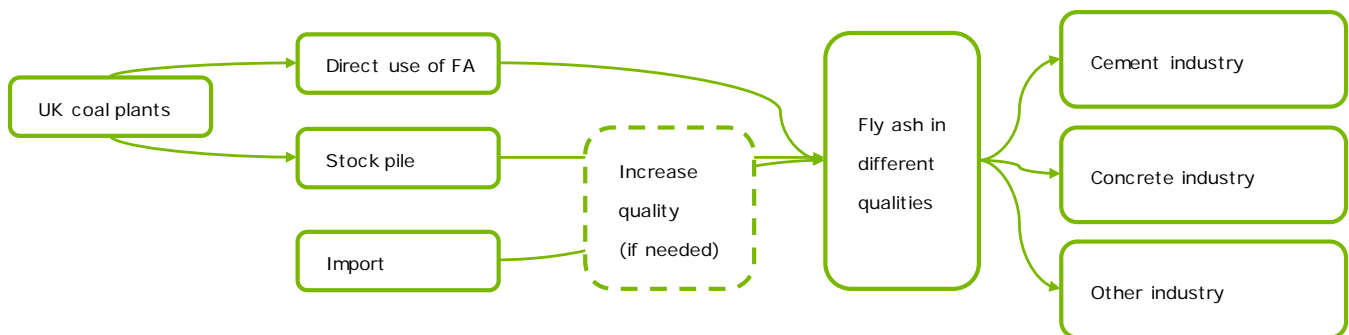 UK coal plants
Direct use of FA
Stock pile
Import
Increase
quality
(if needed)
Fly ash in
different
qualities
Cement industry
Concrete industry
Other industry